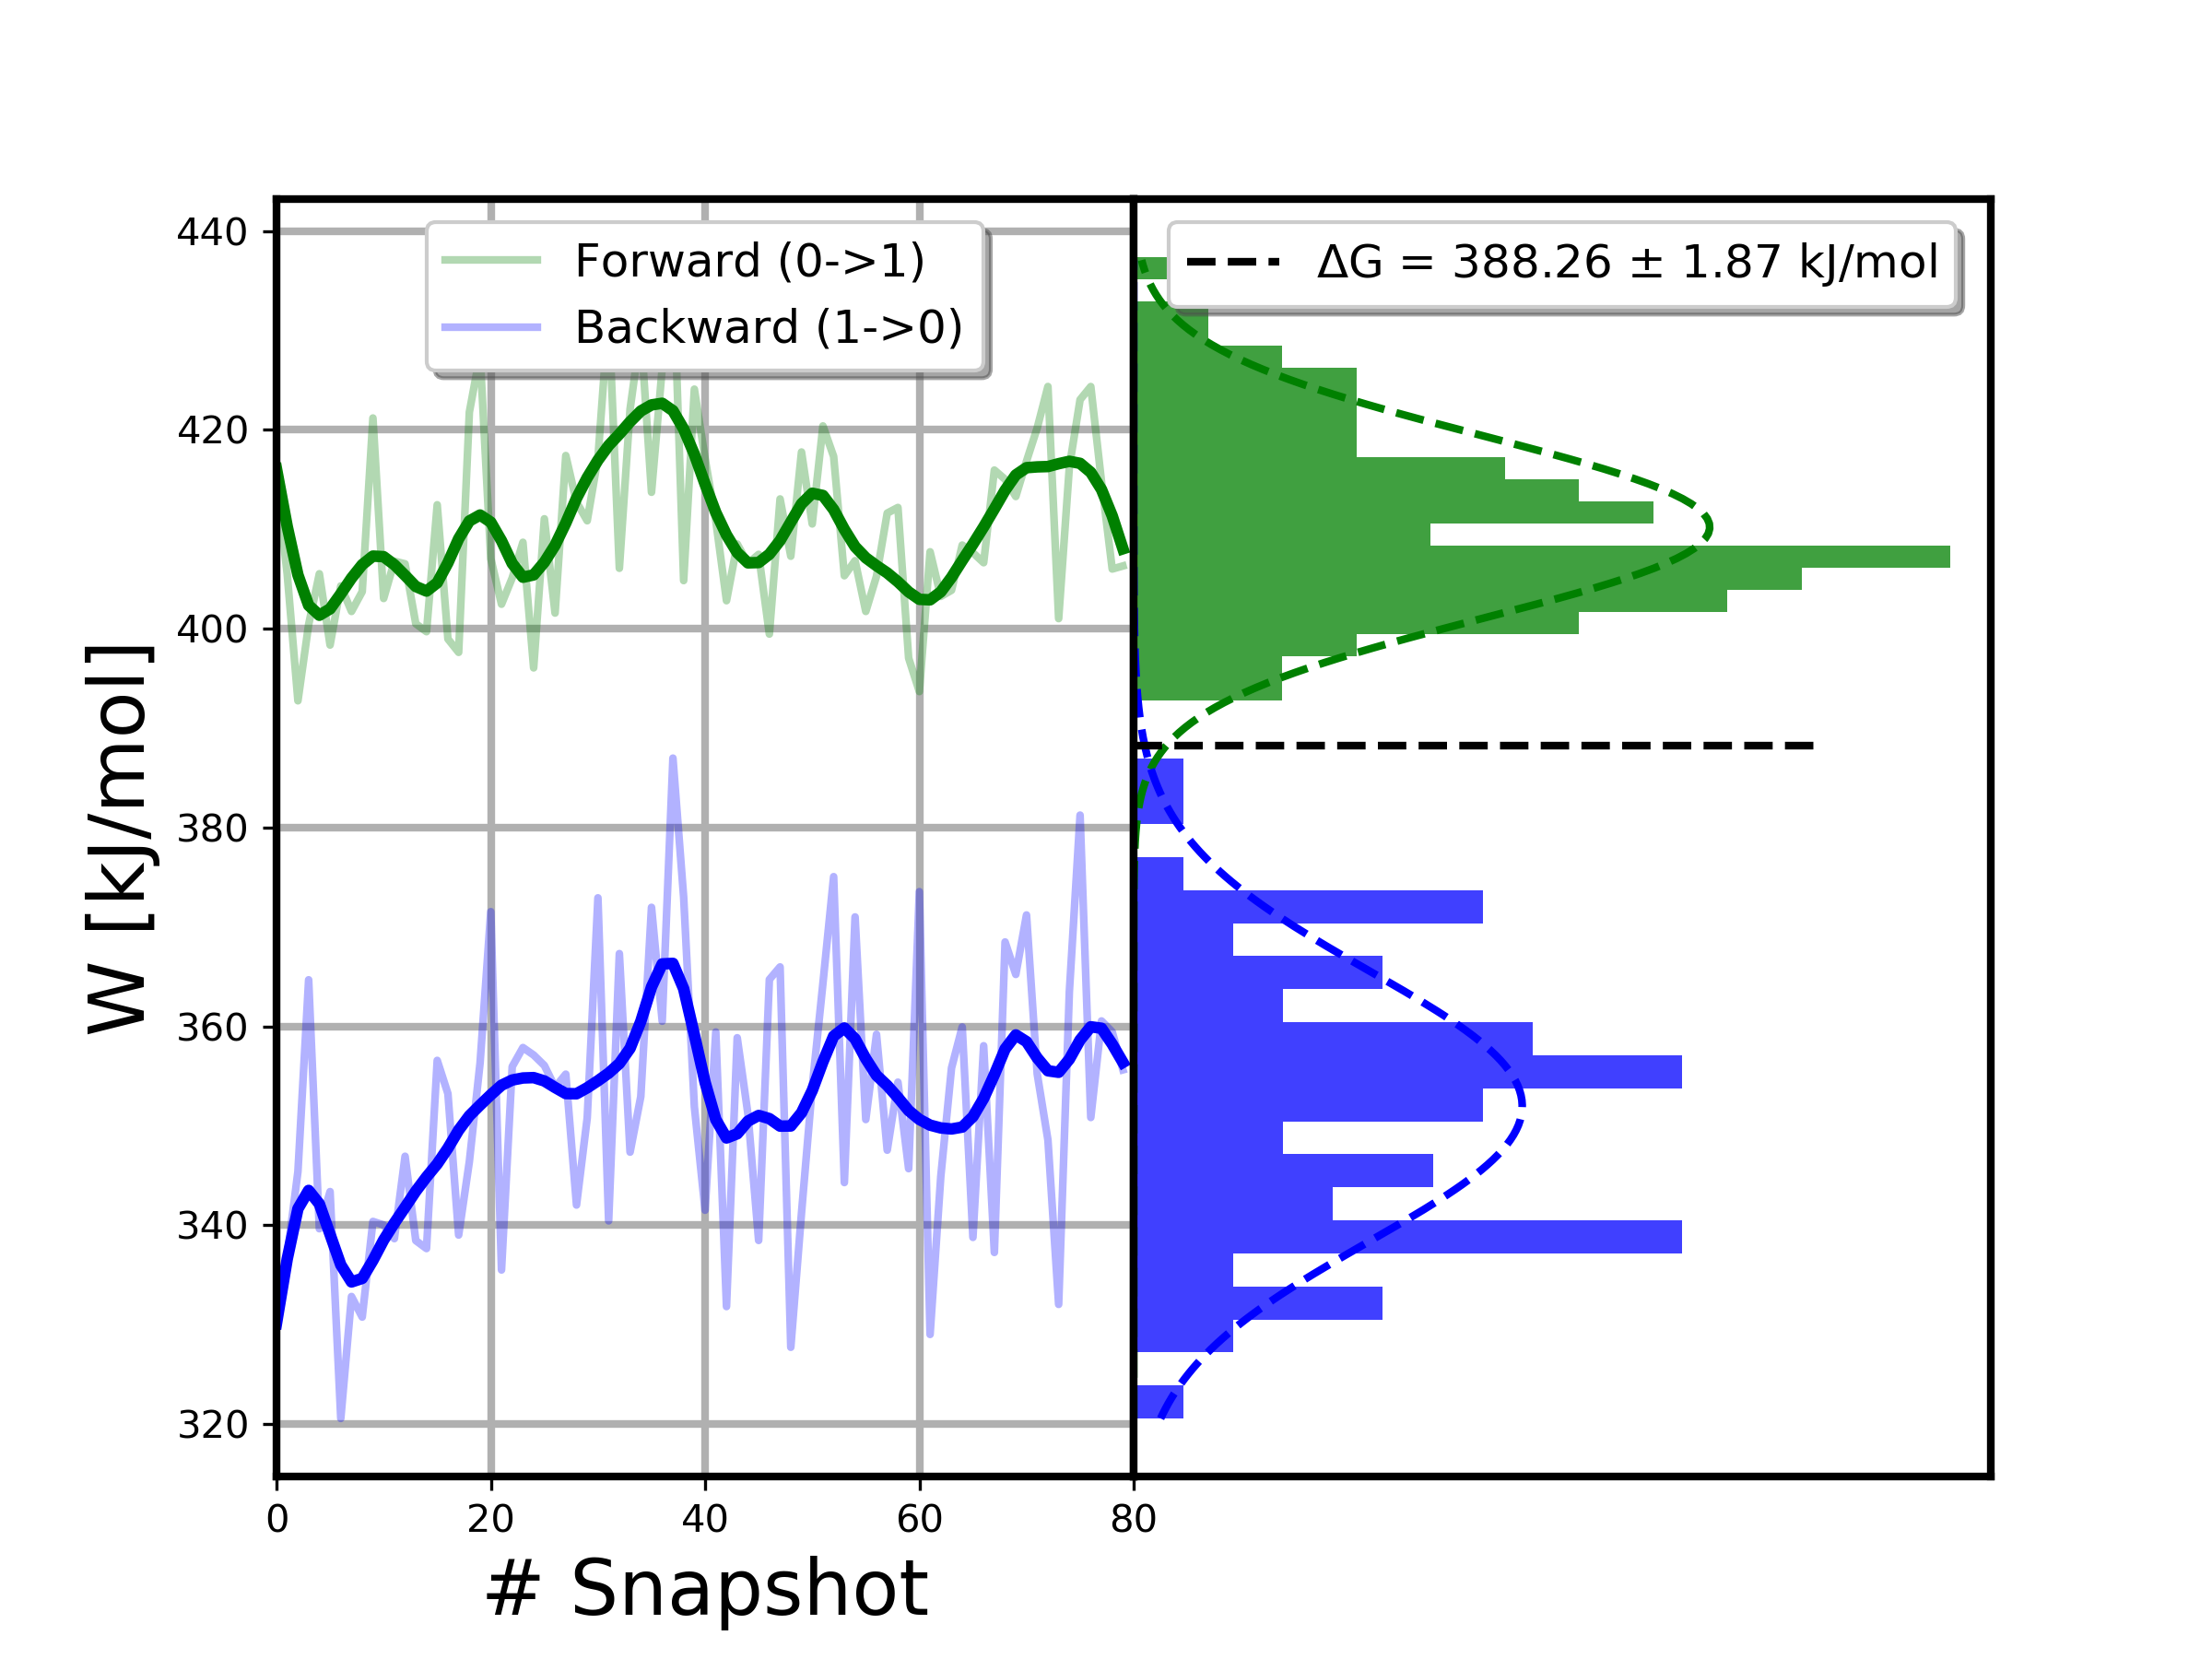 Forward (0->1)
Backward (1->0)
ΔG = 388.26 ± 1.87 kJ/mol
W [kJ/mol]
440
420
400
380
360
340
320
0 20 40 60 80
# Snapshot